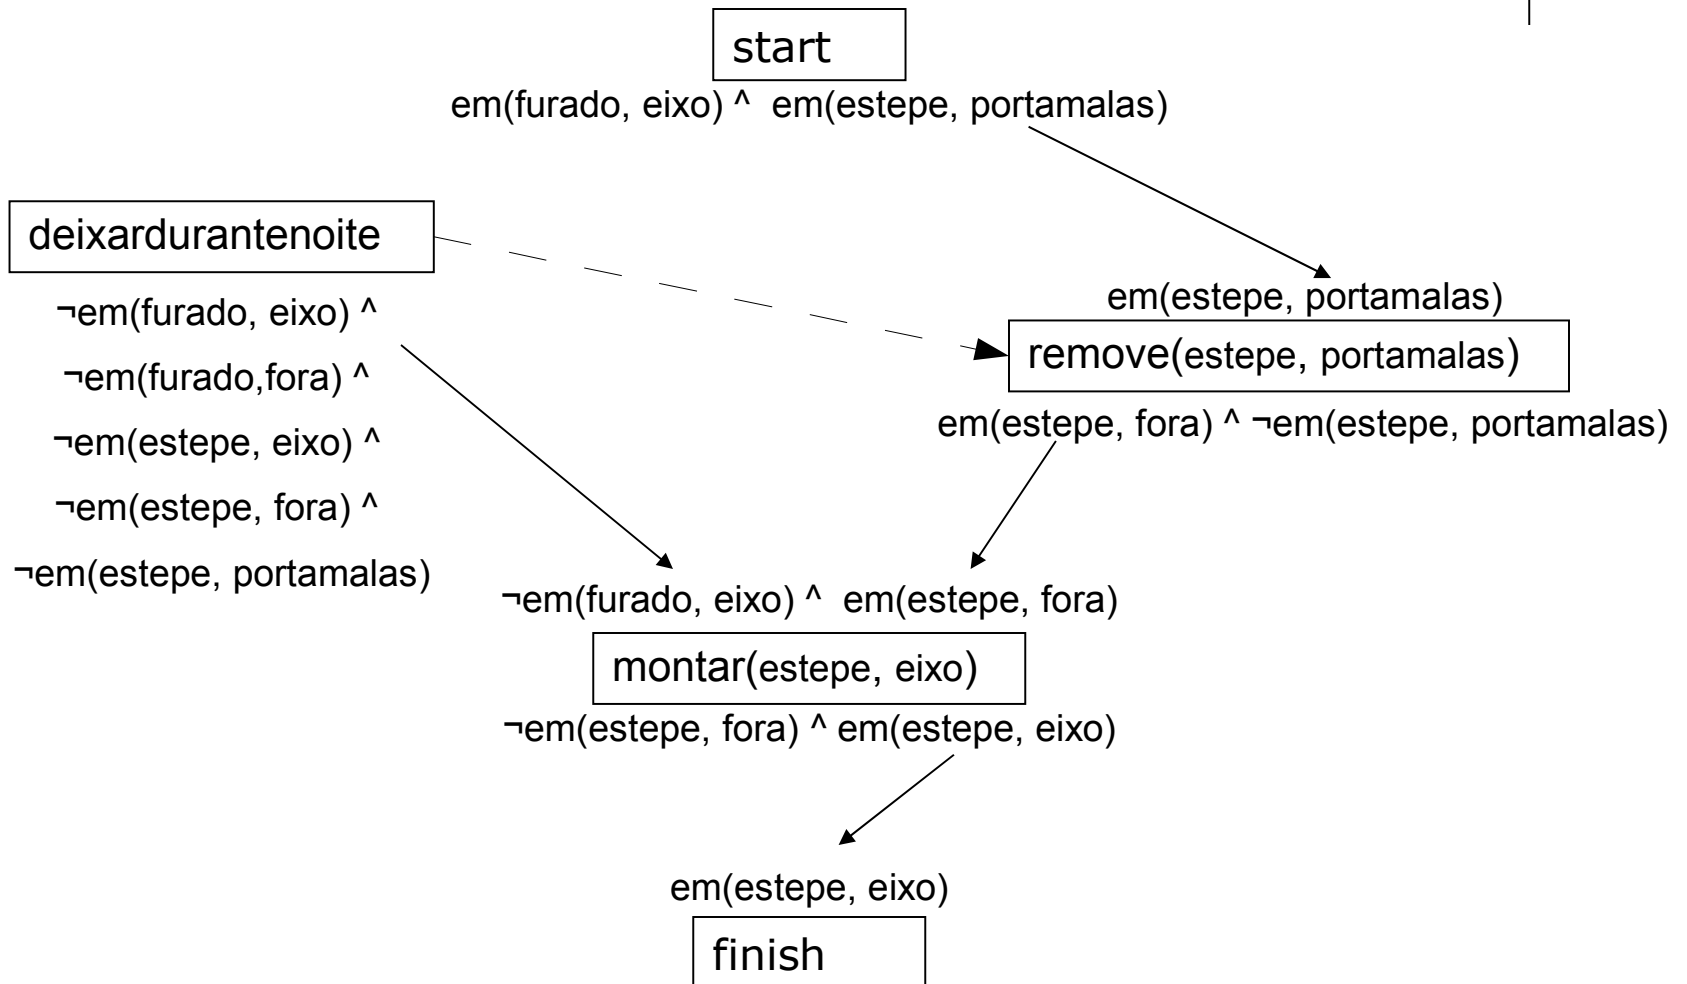 start
em(furado, eixo) ^ em(estepe, portamalas)
deixardurantenoite
¬em(furado, eixo) ^
¬em(furado,fora) ^
¬em(estepe, eixo) ^
¬em(estepe, fora) ^
¬em(estepe, portamalas)
em(estepe, portamalas)
remove(estepe, portamalas)
em(estepe, fora) ^ ¬em(estepe, portamalas)
¬em(furado, eixo) ^ em(estepe, fora)
montar(estepe, eixo)
¬em(estepe, fora) ^ em(estepe, eixo)
em(estepe, eixo)
finish